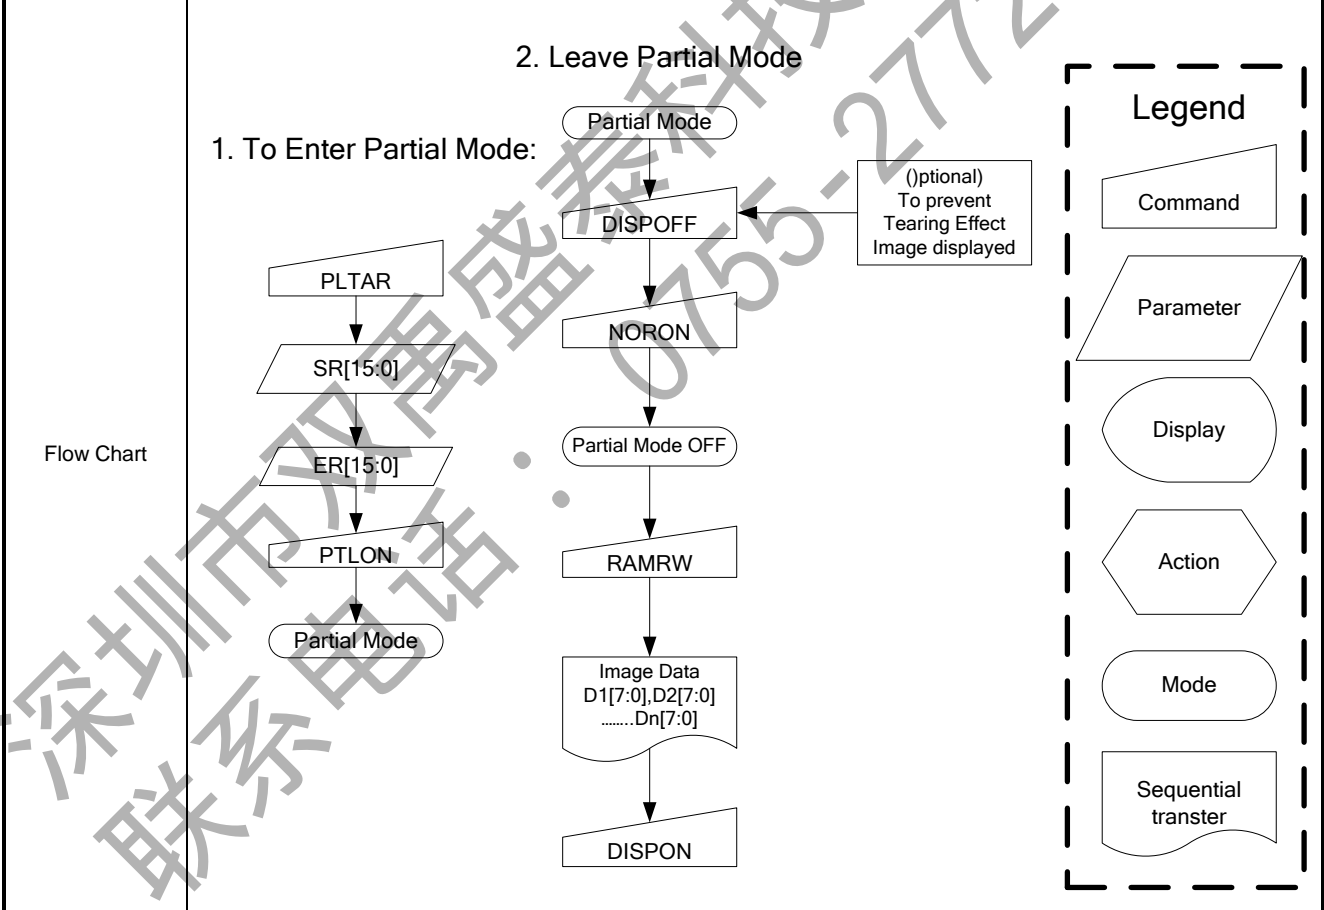 Flow Chart
1. To Enter Partial Mode:
PLTAR
SR[15:0]
ER[15:0]
PTLON
Partial Mode
2. Leave Partial Mode
Partial Mode
DISPOFF
()ptional)
To prevent
Tearing Effect
Image displayed
NORON
Partial Mode OFF
RAMRW
Image Data
D1[7:0],D2[7:0]
........Dn[7:0]
DISPON
Legend
Command
Parameter
Display
Action
Mode
Sequential
transter
深圳市双禹盛泰科技
联系电话：0755-2772